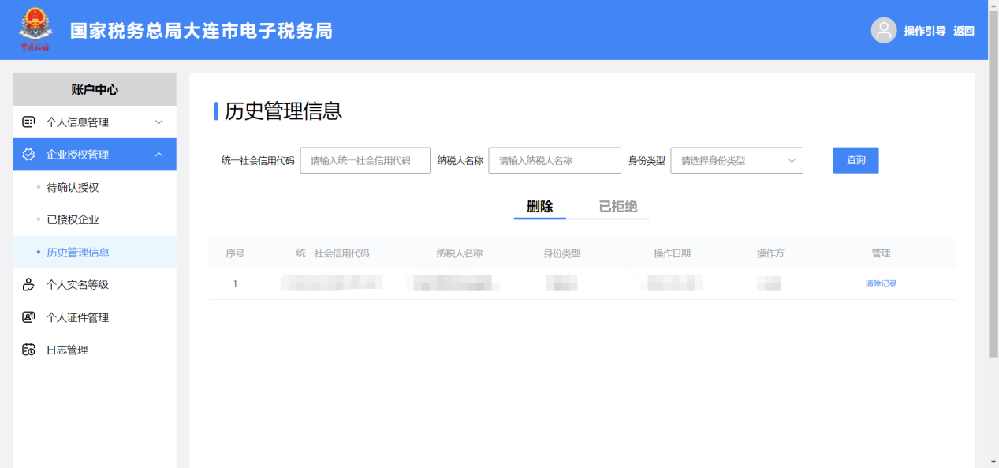 国家税务总局大连市电子税务局
操作引导 返回
中国税务
账户中心
个人信息管理
企业授权管理
待确认授权
已授权企业
历史管理信息
个人实名等级
个人证件管理
日志管理
历史管理信息
统一社会信用代码 请输入统一社会信用代码 纳税人名称 请输入纳税人名称 身份类型 请选择身份类型 查询
删除 已拒绝
序号 统一社会信用代码 纳税人名称 身份类型 操作日期 操作方 管理
1 清除记录